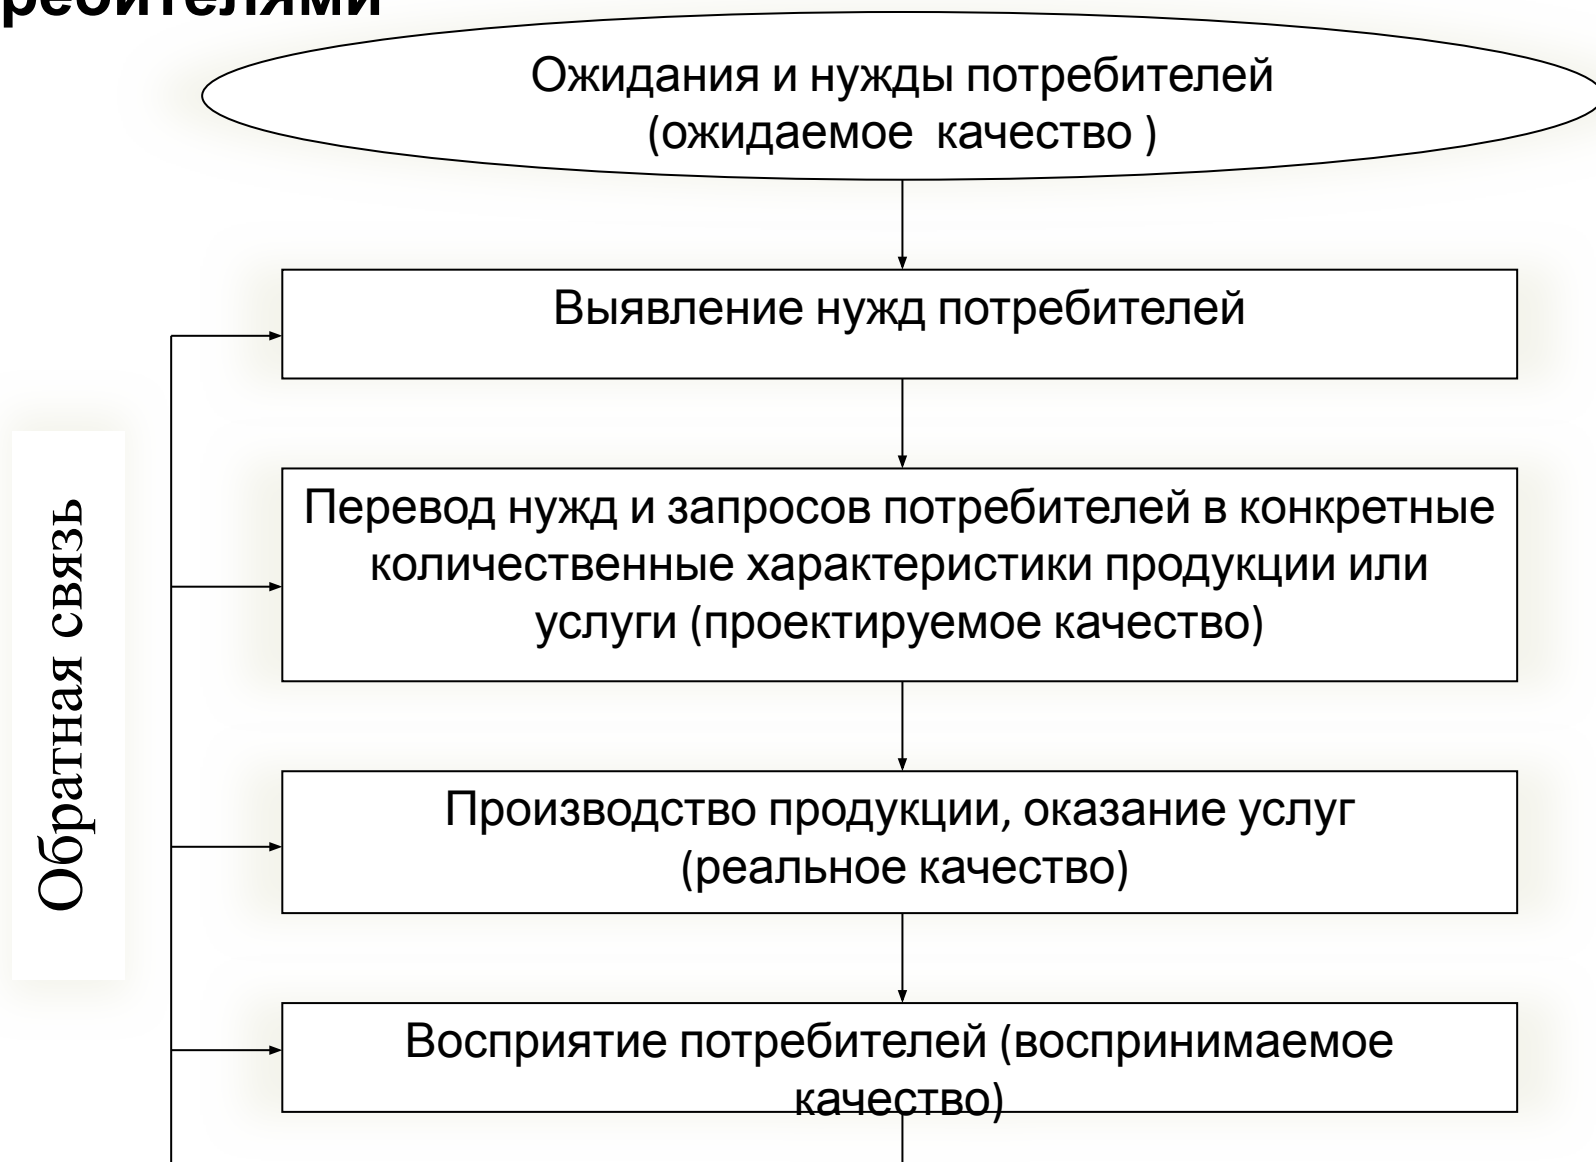 ребителями
Ожидания и нужды потребителей
(ожидаемое качество )
Выявление нужд потребителей
Перевод нужд и запросов потребителей в конкретные
количественные характеристики продукции или
услуги (проектируемое качество)
Производство продукции, оказание услуг
(реальное качество)
Восприятие потребителей (воспринимаемое
качество)
Обратная связь